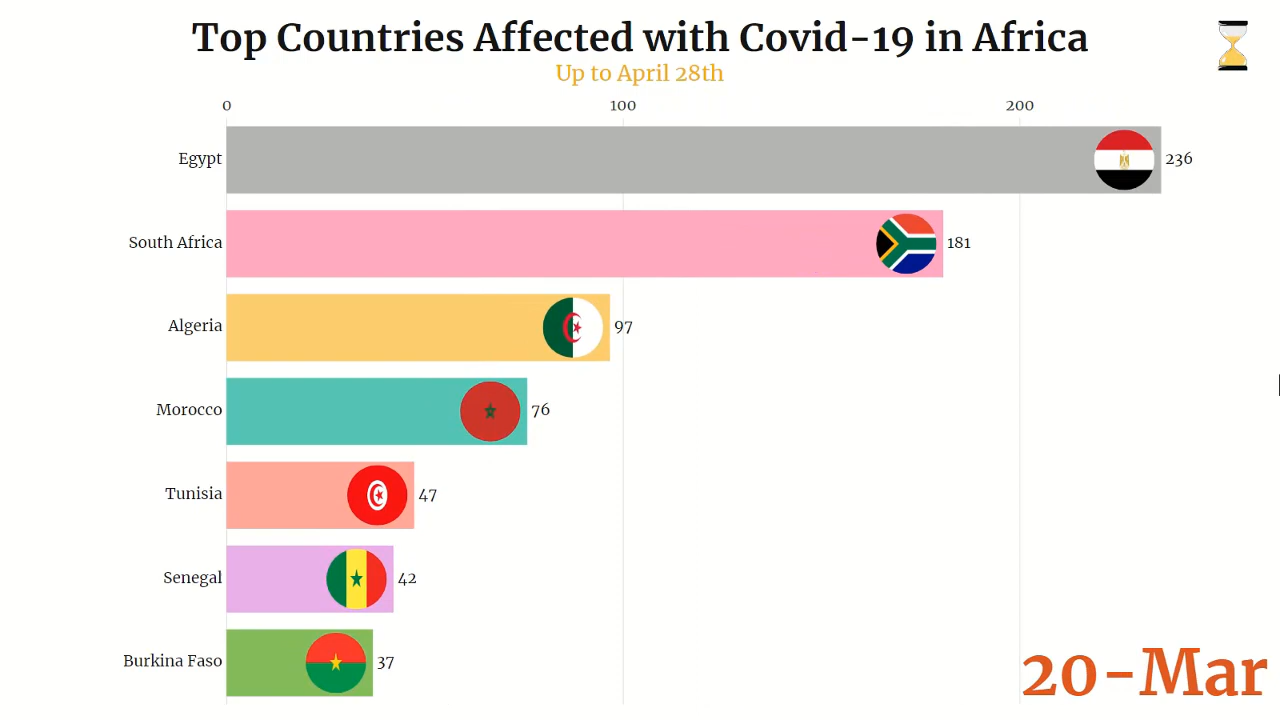 Top Countries Affected with Covid-19 in Africa
Up to April 28th
0 100 200
Egypt 236
South Africa 181
Algeria 97
Morocco 76
Tunisia 47
Senegal 42
Burkina Faso 37
20-Mar